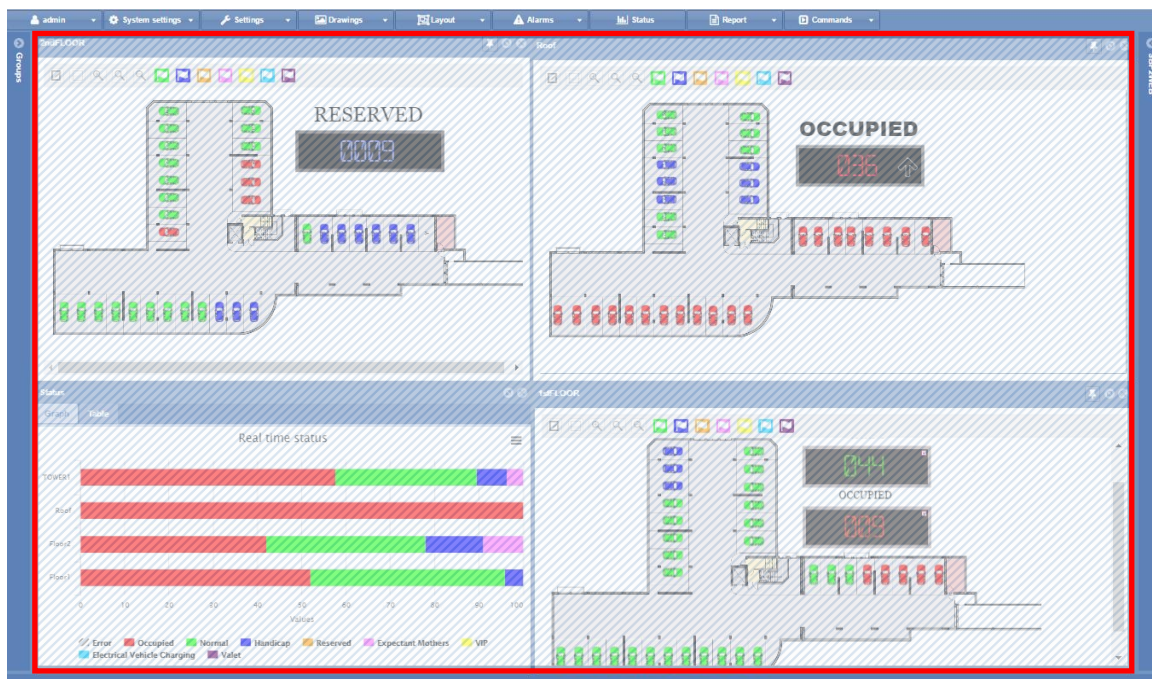 admin System settings Settings Drawings Layout Alarms Status Report Commands
Groups
2ndFLOOR
RESERVED
0009
Roof
OCCUPIED
036
Status
Graph Table
Real time status
TOWER1
Roof
Floor2
Floor1
0 10 20 30 40 50 60 70 80 90 100
Values
Error Occupied Normal Handicap Reserved Expectant Mothers VIP
Electrical Vehicle Charging Valet
1stFLOOR
044
OCCUPIED
009